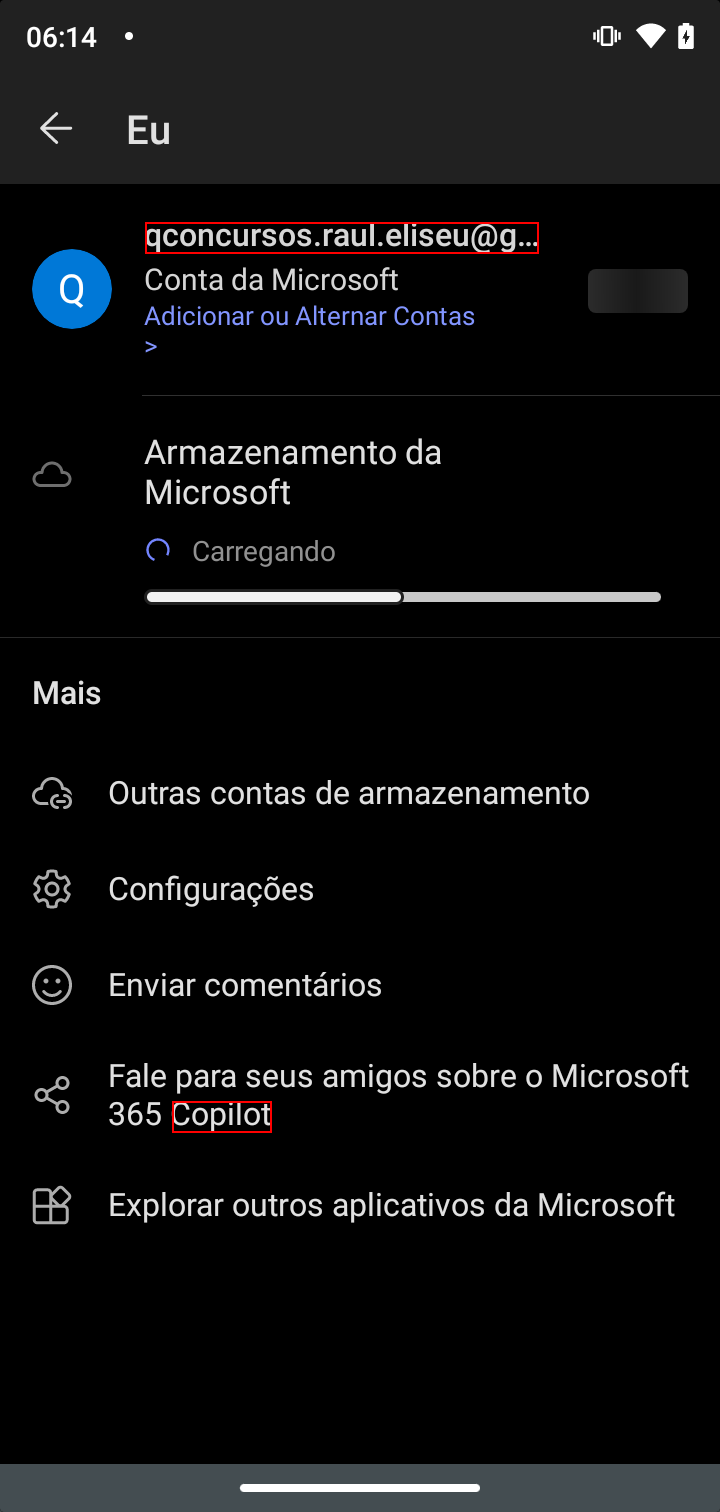 06:14
Eu
Q
qconcursos.raul.eliseu@g…
Conta da Microsoft
Adicionar ou Alternar Contas
>
Armazenamento da
Microsoft
Carregando
Mais
Outras contas de armazenamento
Configurações
Enviar comentários
Fale para seus amigos sobre o Microsoft
365 Copilot
Explorar outros aplicativos da Microsoft